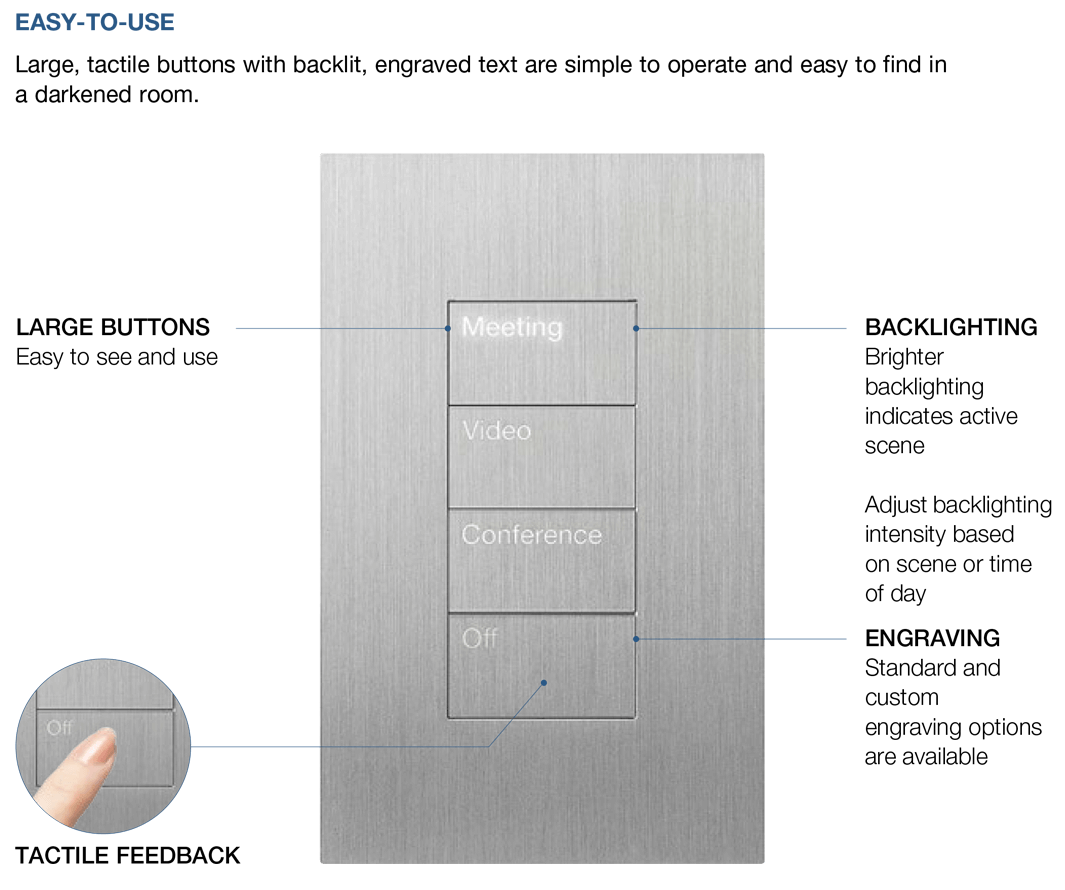 EASY-TO-USE
Large, tactile buttons with backlit, engraved text are simple to operate and easy to find in
a darkened room.
LARGE BUTTONS
Easy to see and use
Meeting
Video
Conference
Off
BACKLIGHTING
Brighter
backlighting
indicates active
scene
Adjust backlighting
intensity based
on scene or time
of day
ENGRAVING
Standard and
custom
engraving options
are available
Off
TACTILE FEEDBACK